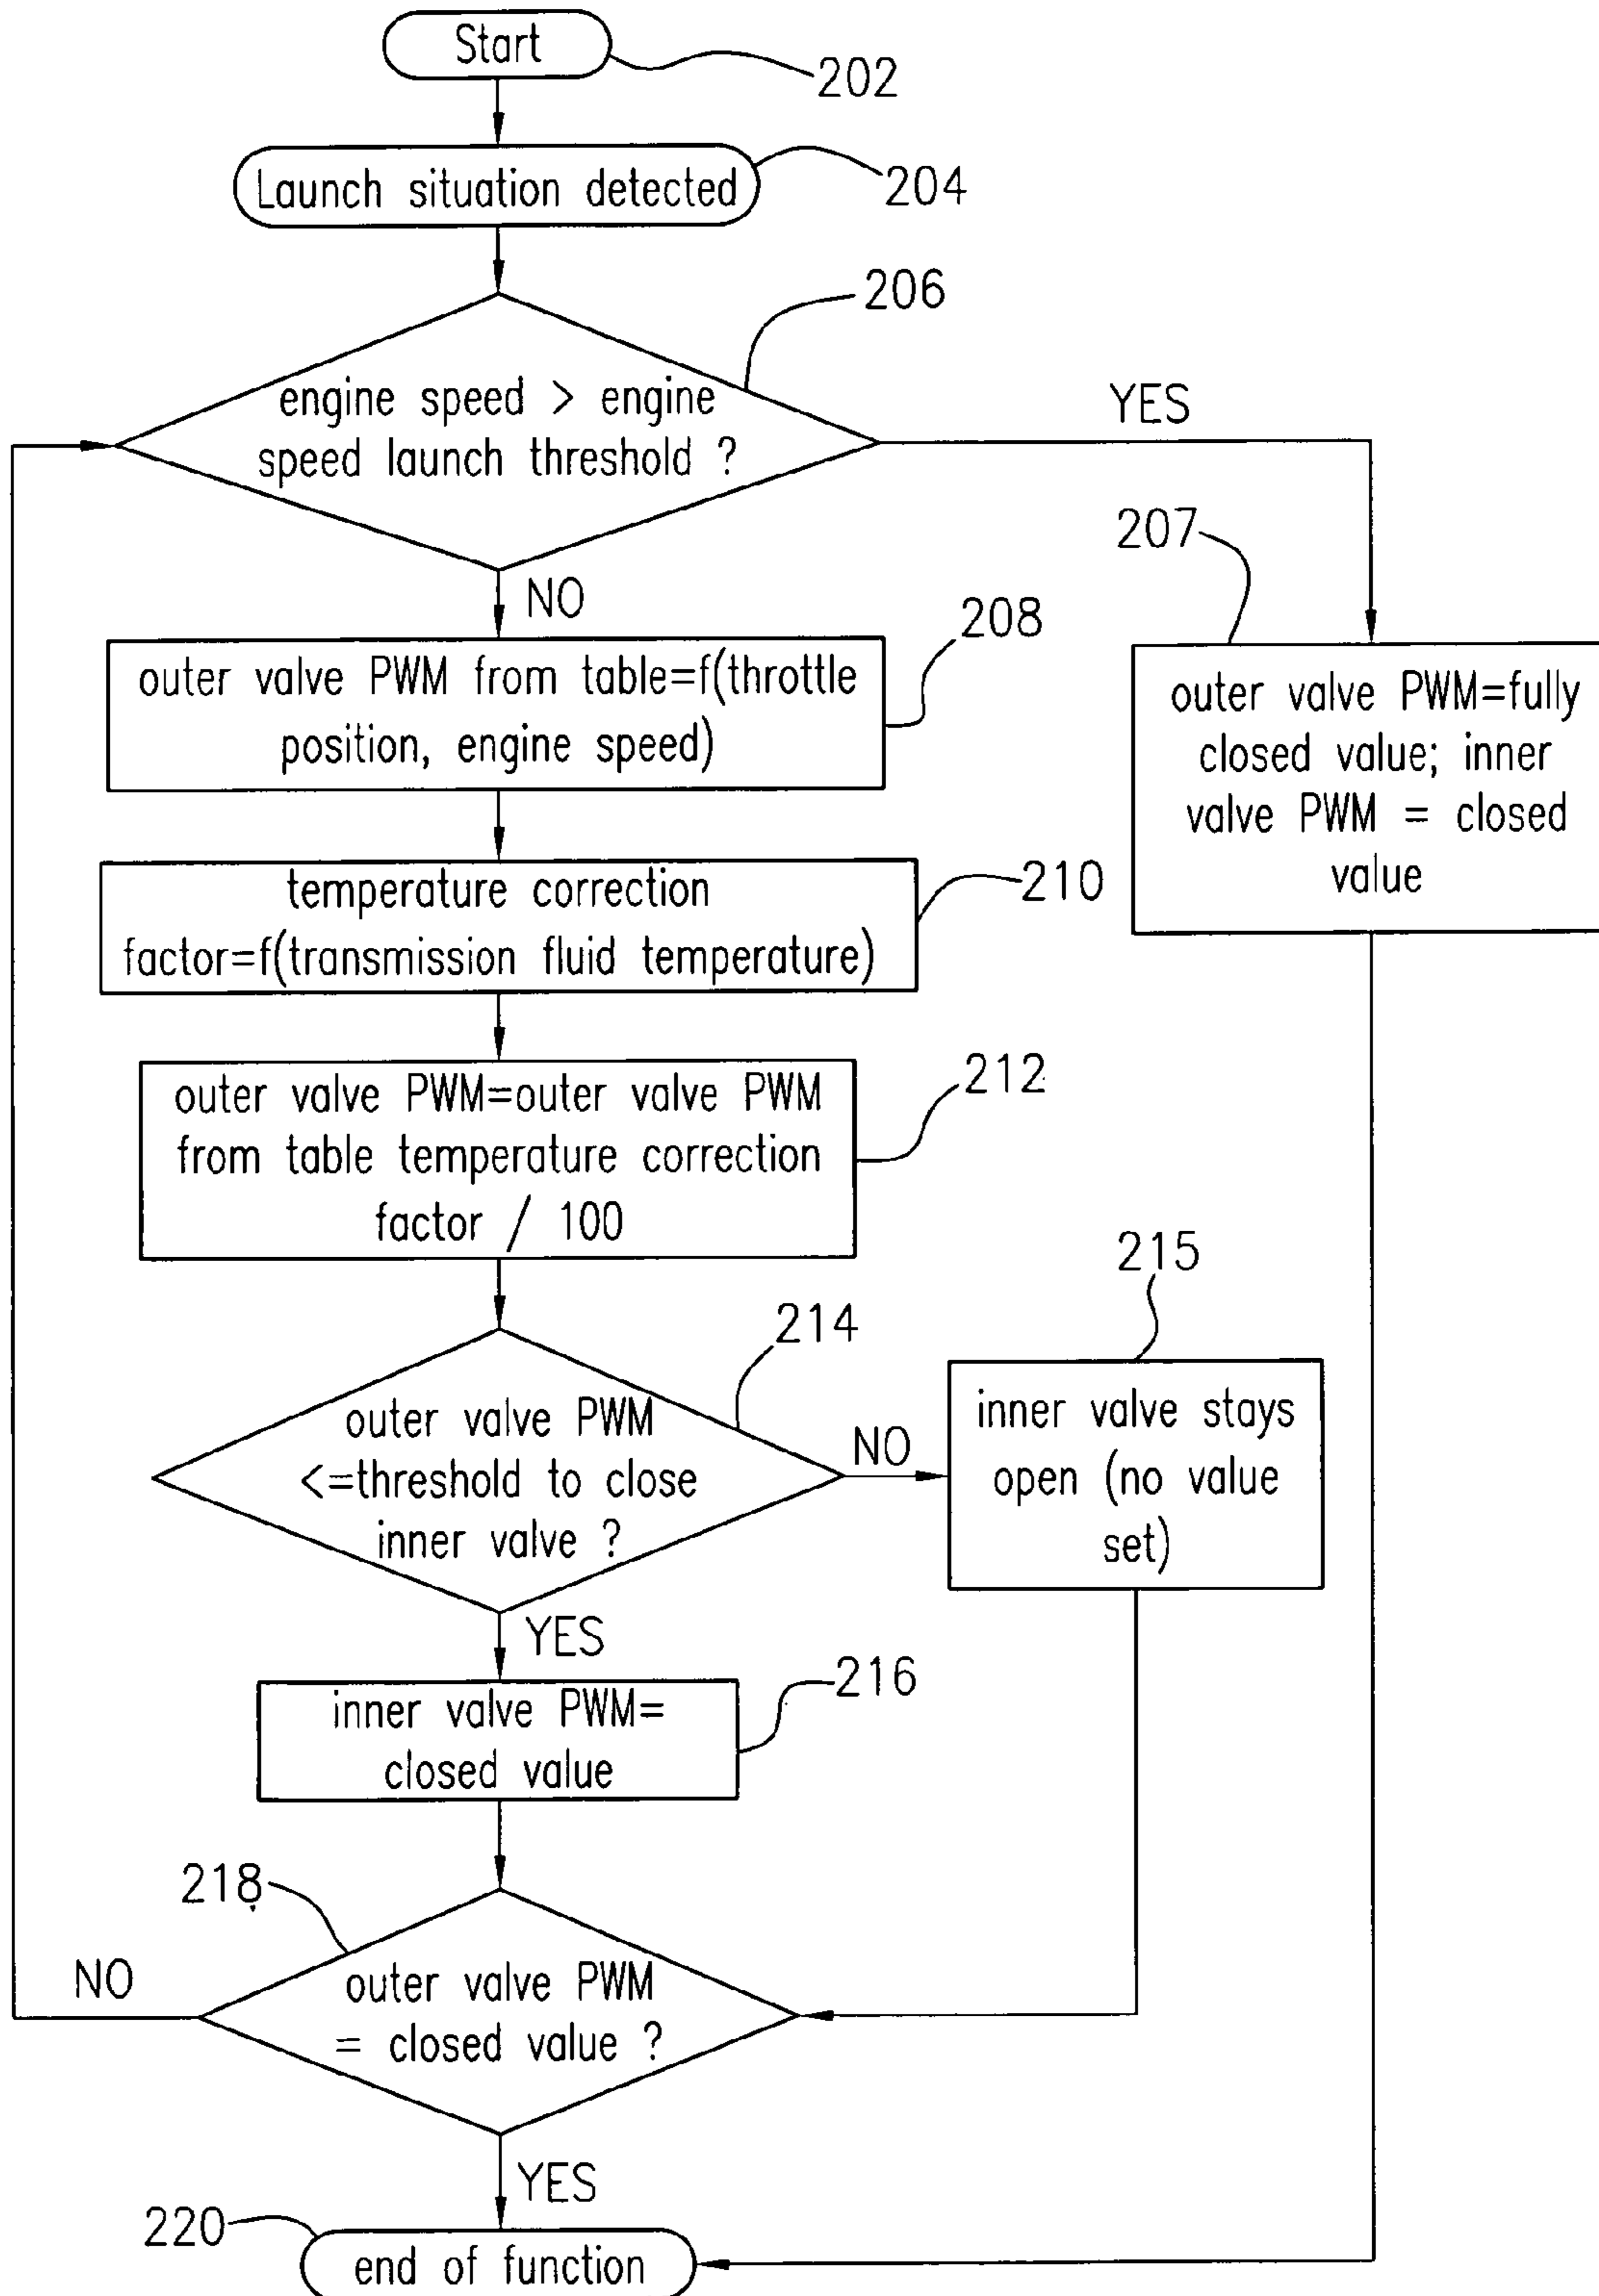 Start
202
Launch situation detected
204
206
engine speed > engine
speed launch threshold ?
YES
207
NO
208
outer valve PWM from table=f(throttle
position, engine speed)
outer valve PWM=fully
closed value; inner
valve PWM = closed
value
temperature correction
factor=f(transmission fluid temperature)
210
outer valve PWM=outer valve PWM
from table temperature correction
factor / 100
212
215
214
outer valve PWM
<=threshold to close
inner valve ?
NO
inner valve stays
open (no value
set)
YES
216
inner valve PWM=
closed value
218
NO
outer valve PWM
= closed value ?
YES
220
end of function